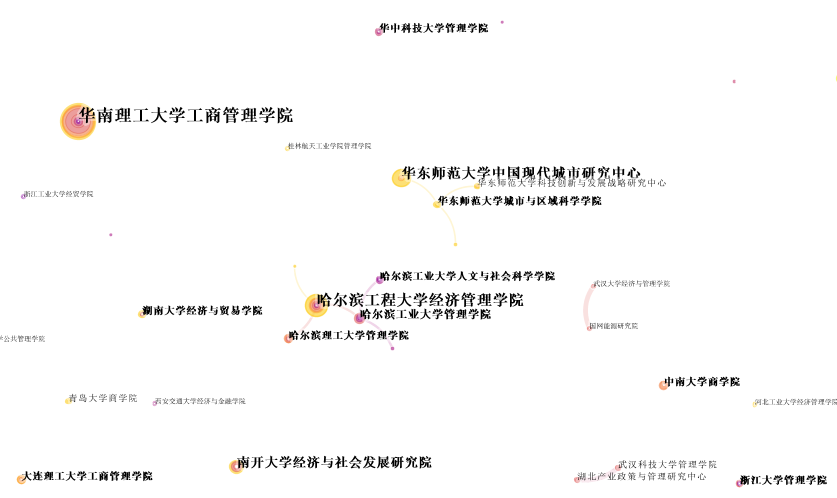 华中科技大学管理学院
华南理工大学工商管理学院
桂林航天工业学院管理学院
华东师范大学中国现代城市研究中心
华东师范大学科技创新与发展战略研究中心
浙江工业大学经贸学院
华东师范大学城市与区域科学学院
哈尔滨工业大学人文与社会科学学院
武汉大学经济与管理学院
哈尔滨工程大学经济管理学院
湖南大学经济与贸易学院
哈尔滨工业大学管理学院
国网能源研究院
哈尔滨理工大学管理学院
学公共管理学院
中南大学商学院
青岛大学商学院
西安交通大学经济与金融学院
河北工业大学经济管理学院
南开大学经济与社会发展研究院
武汉科技大学管理学院
大连理工大学工商管理学院
湖北产业政策与管理研究中心
浙江大学管理学院